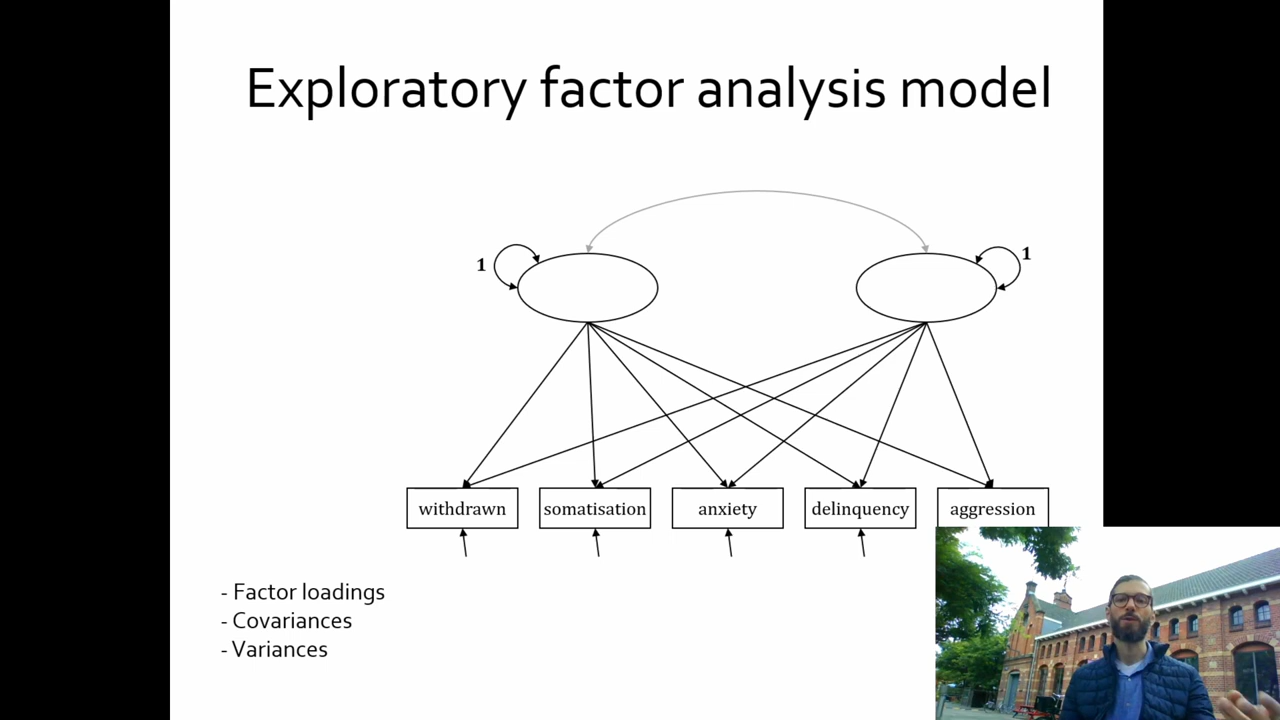 Exploratory factor analysis model
1
1
withdrawn
somatisation
anxiety
delinquency
aggression
- Factor loadings
- Covariances
- Variances